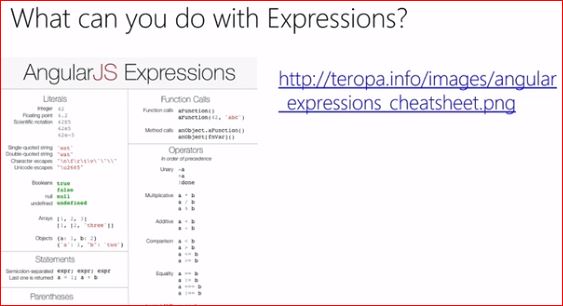 What can you do with Expressions?
AngularJS Expressions
http://teropa.info/images/angular
_expressions_cheatsheet.png
Literals
Integer 42
Floating point 4.2
Scientific notation 42E5
42e5
42e-5
Single-quoted string 'wat'
Double-quoted string "wat"
Character escapes "\n\f\r\t\v\'\"\\"
Unicode escapes "\u2665"
Booleans true
false
null null
undefined undefined
Arrays [1, 2, 3]
[1, [2, 'three']]
Objects {a: 1, b: 2}
{'a': 1, "b": 'two'}
Statements
Semicolon-separated expr; expr; expr
Last one is returned a = 1; a + b
Parentheses
Function Calls
Function calls aFunction()
aFunction(42, 'abc')
Method calls anObject.aFunction()
anObject[fnVar]()
Operators
In order of precedence
Unary -a
+a
!done
Multiplicative a * b
a / b
a % b
Additive a + b
a - b
Comparison a < b
a > b
a <= b
a >= b
Equality a == b
a != b
a === b
a !== b